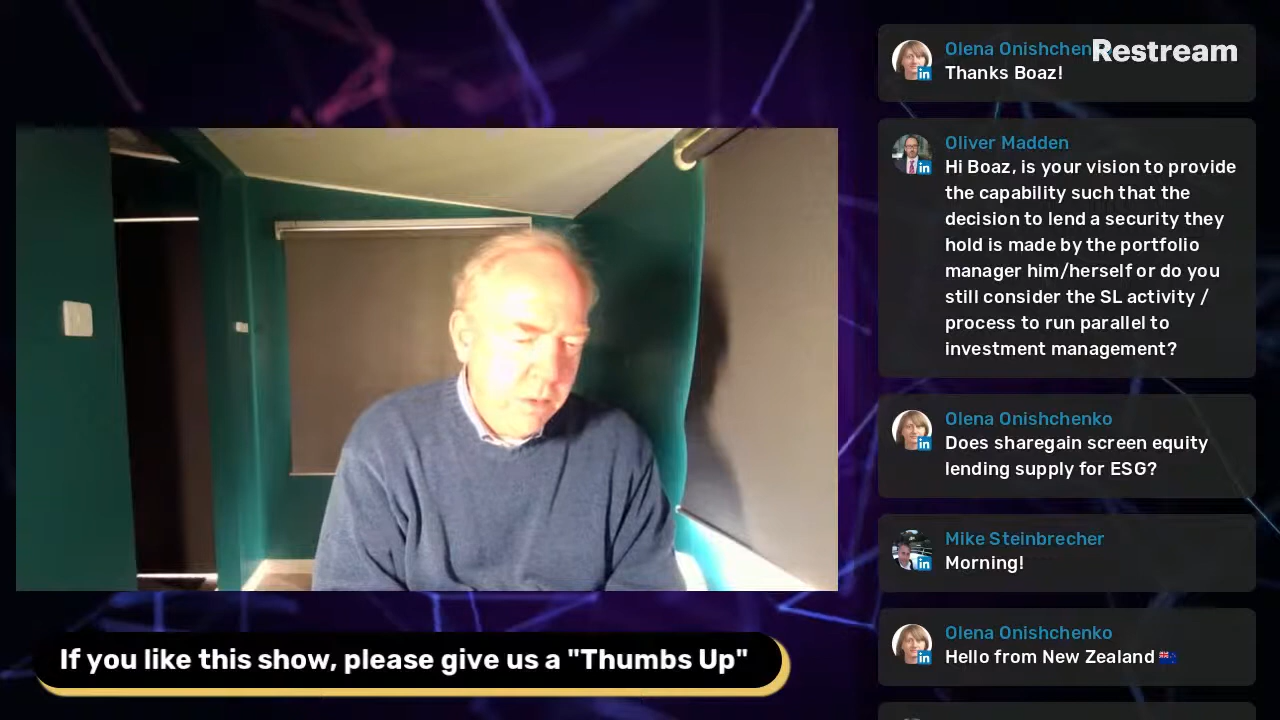 Olena Onishchen
Restream
Thanks Boaz!
Oliver Madden
Hi Boaz, is your vision to provide
the capability such that the
decision to lend a security they
hold is made by the portfolio
manager him/herself or do you
still consider the SL activity /
process to run parallel to
investment management?
Olena Onishchenko
Does sharegain screen equity
lending supply for ESG?
Mike Steinbrecher
Morning!
Olena Onishchenko
Hello from New Zealand 🇳🇿
If you like this show, please give us a "Thumbs Up"